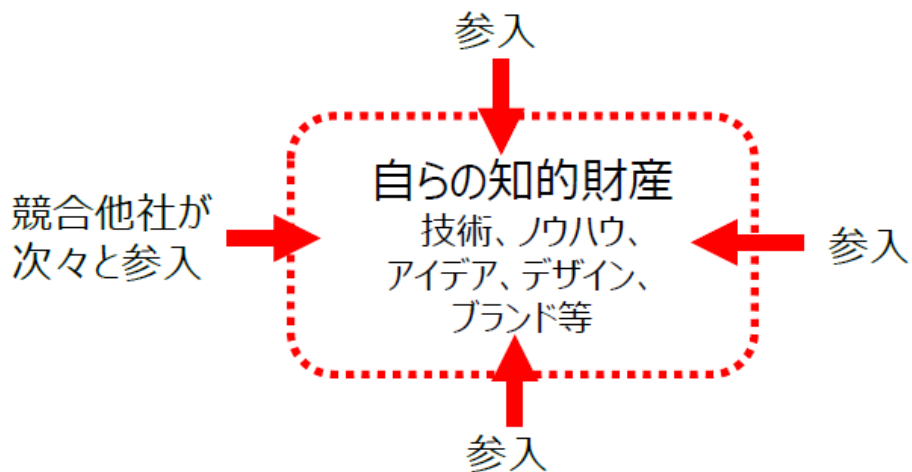 参入
自らの知的財産
技術、ノウハウ、
アイデア、デザイン、
ブランド等
競合他社が
次々と参入
参入
参入